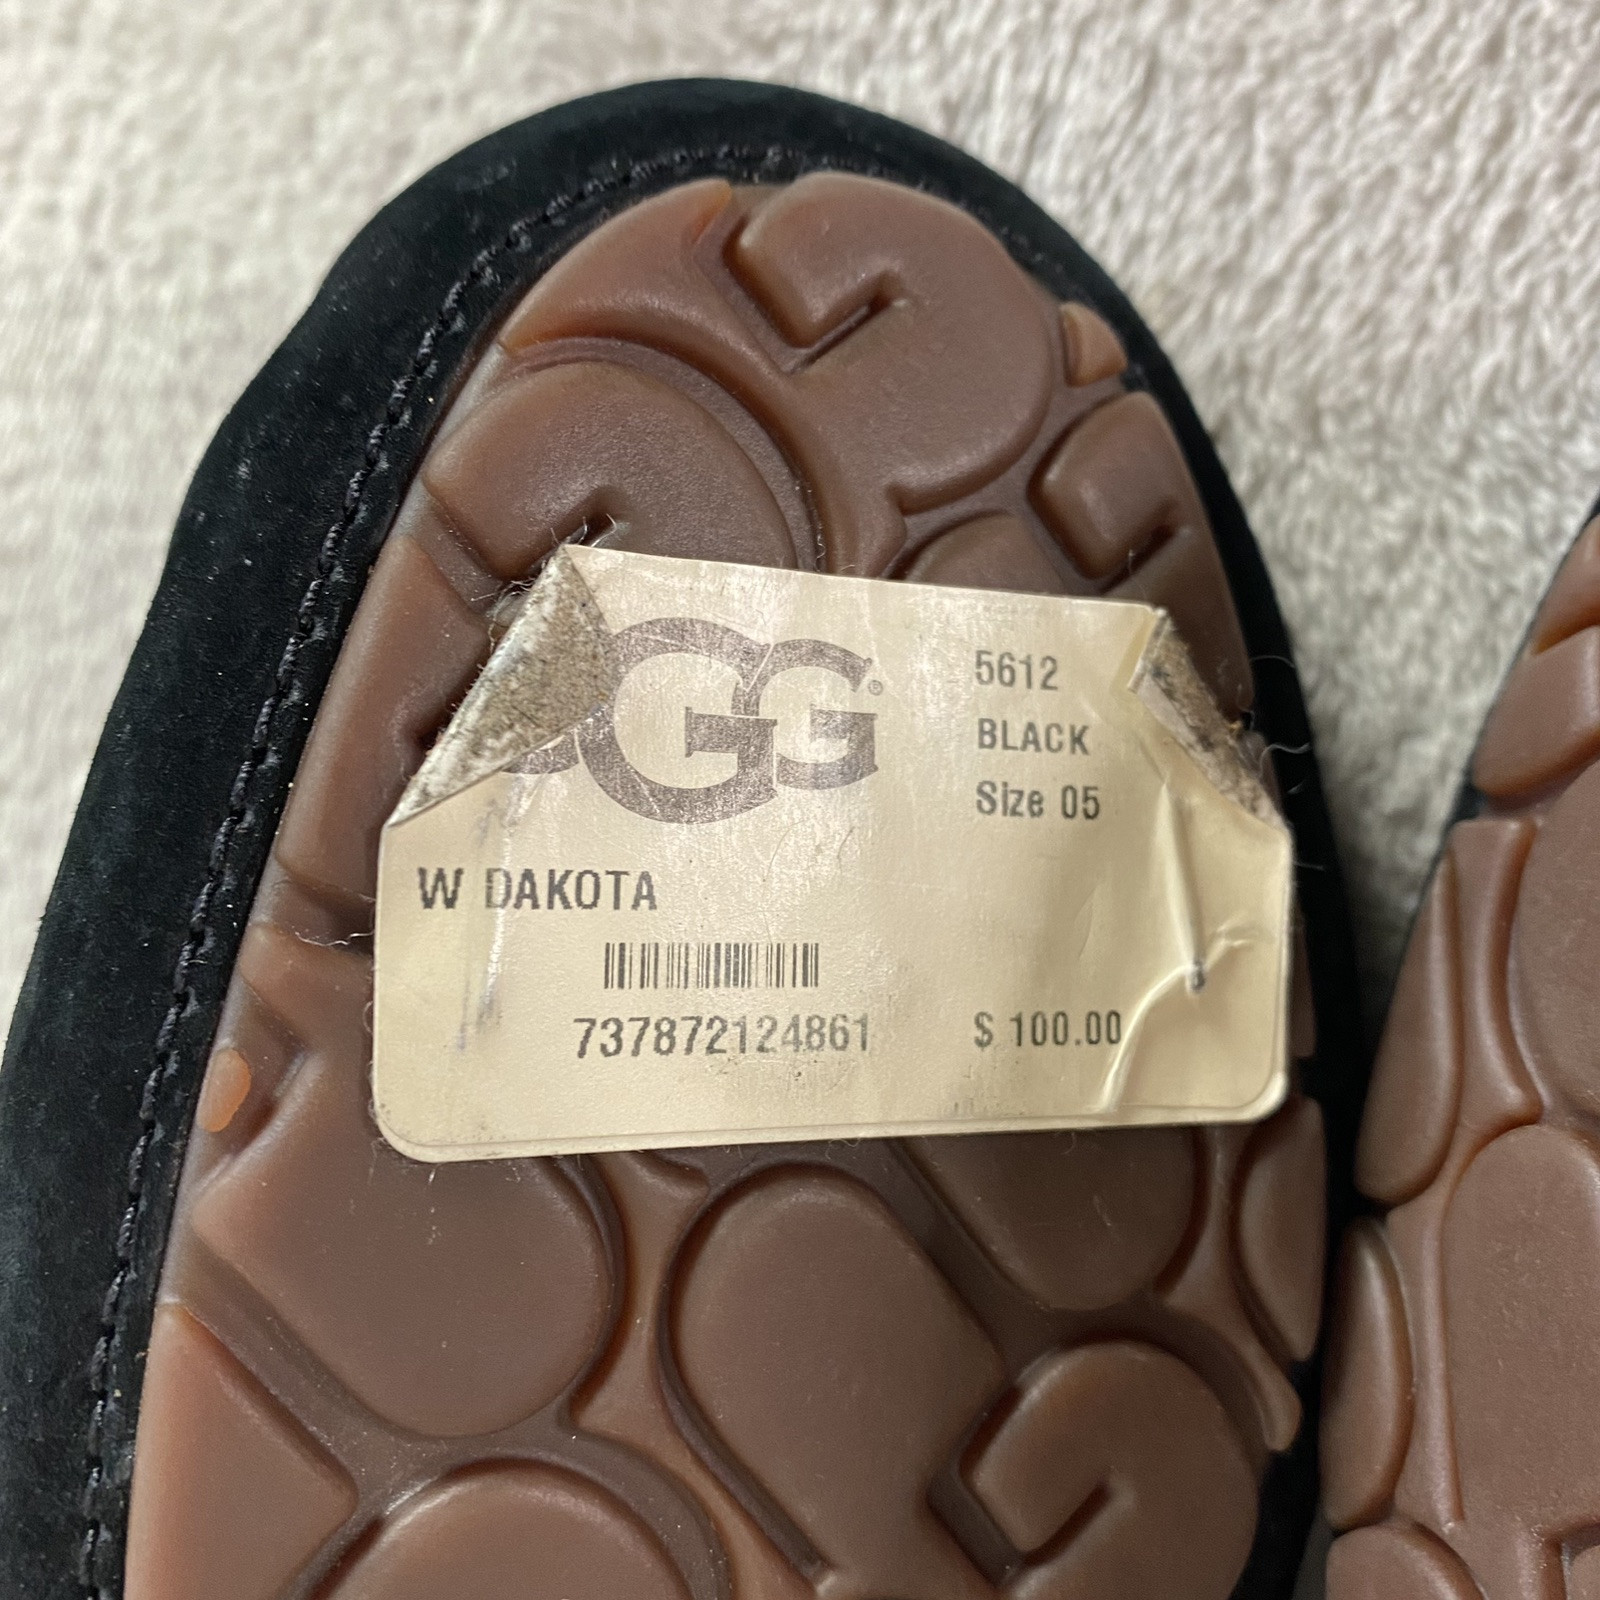 UGG®
5612
BLACK
Size 05
W DAKOTA
737872124861
$ 100.00